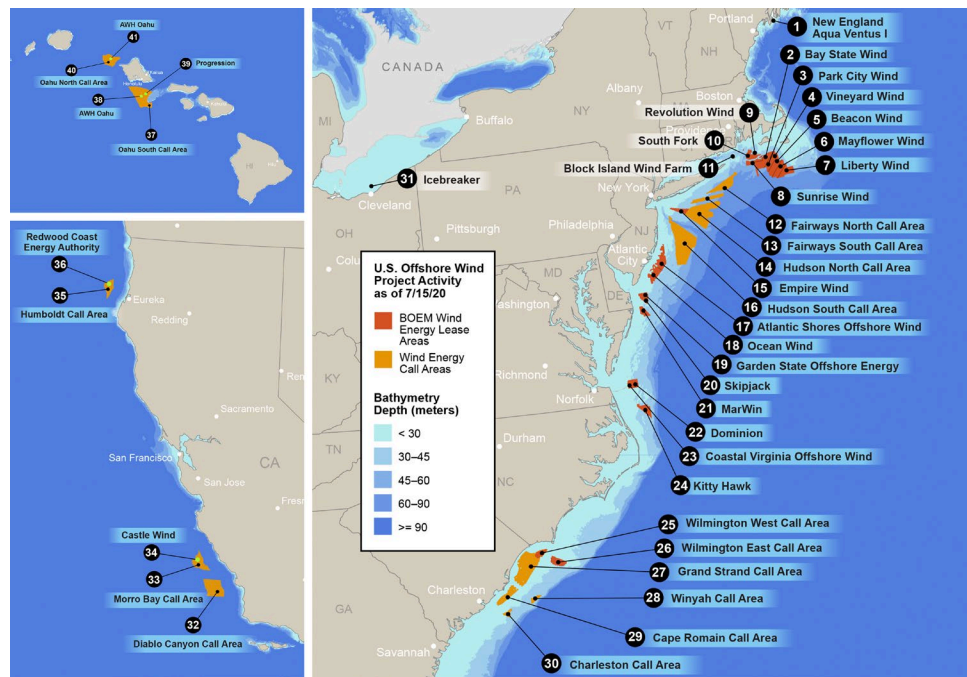 41
AWH Oahu
40
Oahu North Call Area
39
Progression
Kailua
Honolulu
38
AWH Oahu
37
Oahu South Call Area
HI
Redwood Coast
Energy Authority
36
35
Humboldt Call Area
Eureka
Redding
Sacramento
San Francisco
CA
San Jose
Fres
Ren
Castle Wind
34
33
Morro Bay Call Area
32
Diablo Canyon Call Area
CANADA
Portland
VT
NH
NY
Albany
Boston
MA
Providence
CT
MI
Buffalo
PA
New York
Cleveland
OH
Pittsburgh
Philadelphia
NJ
Atlantic
City
Colu
MD
DE
Washington
KY
Richmond
Norfolk
TN
Durham
NC
Charleston
GA
Savannah
1
New England
Aqua Ventus I
2
Bay State Wind
3
Park City Wind
4
Vineyard Wind
5
Beacon Wind
6
Mayflower Wind
7
Liberty Wind
8
Sunrise Wind
Revolution Wind
9
South Fork
10
Block Island Wind Farm
11
12
Fairways North Call Area
13
Fairways South Call Area
14
Hudson North Call Area
15
Empire Wind
16
Hudson South Call Area
17
Atlantic Shores Offshore Wind
18
Ocean Wind
19
Garden State Offshore Energy
20
Skipjack
21
MarWin
22
Dominion
23
Coastal Virginia Offshore Wind
24
Kitty Hawk
25
Wilmington West Call Area
26
Wilmington East Call Area
27
Grand Strand Call Area
28
Winyah Call Area
29
Cape Romain Call Area
30
Charleston Call Area
31
Icebreaker
U.S. Offshore Wind
Project Activity
as of 7/15/20
BOEM Wind
Energy Lease
Areas
Wind Energy
Call Areas
Bathymetry
Depth (meters)
< 30
30–45
45–60
60–90
>= 90